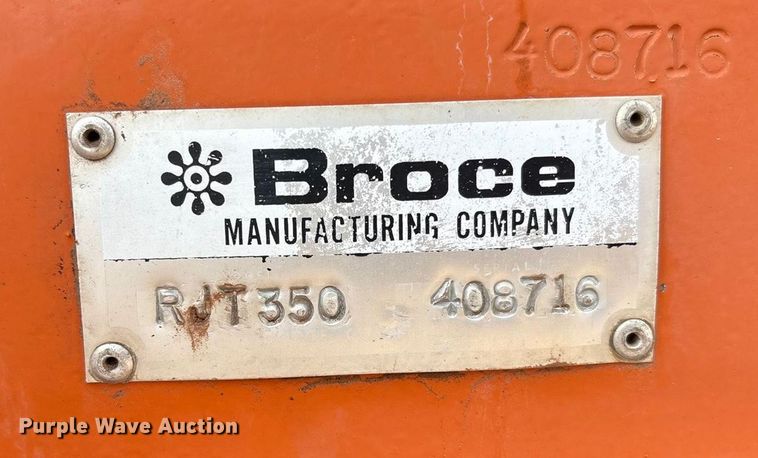 408716
Broce
MANUFACTURING COMPANY
RJT350 408716
Purple Wave Auction